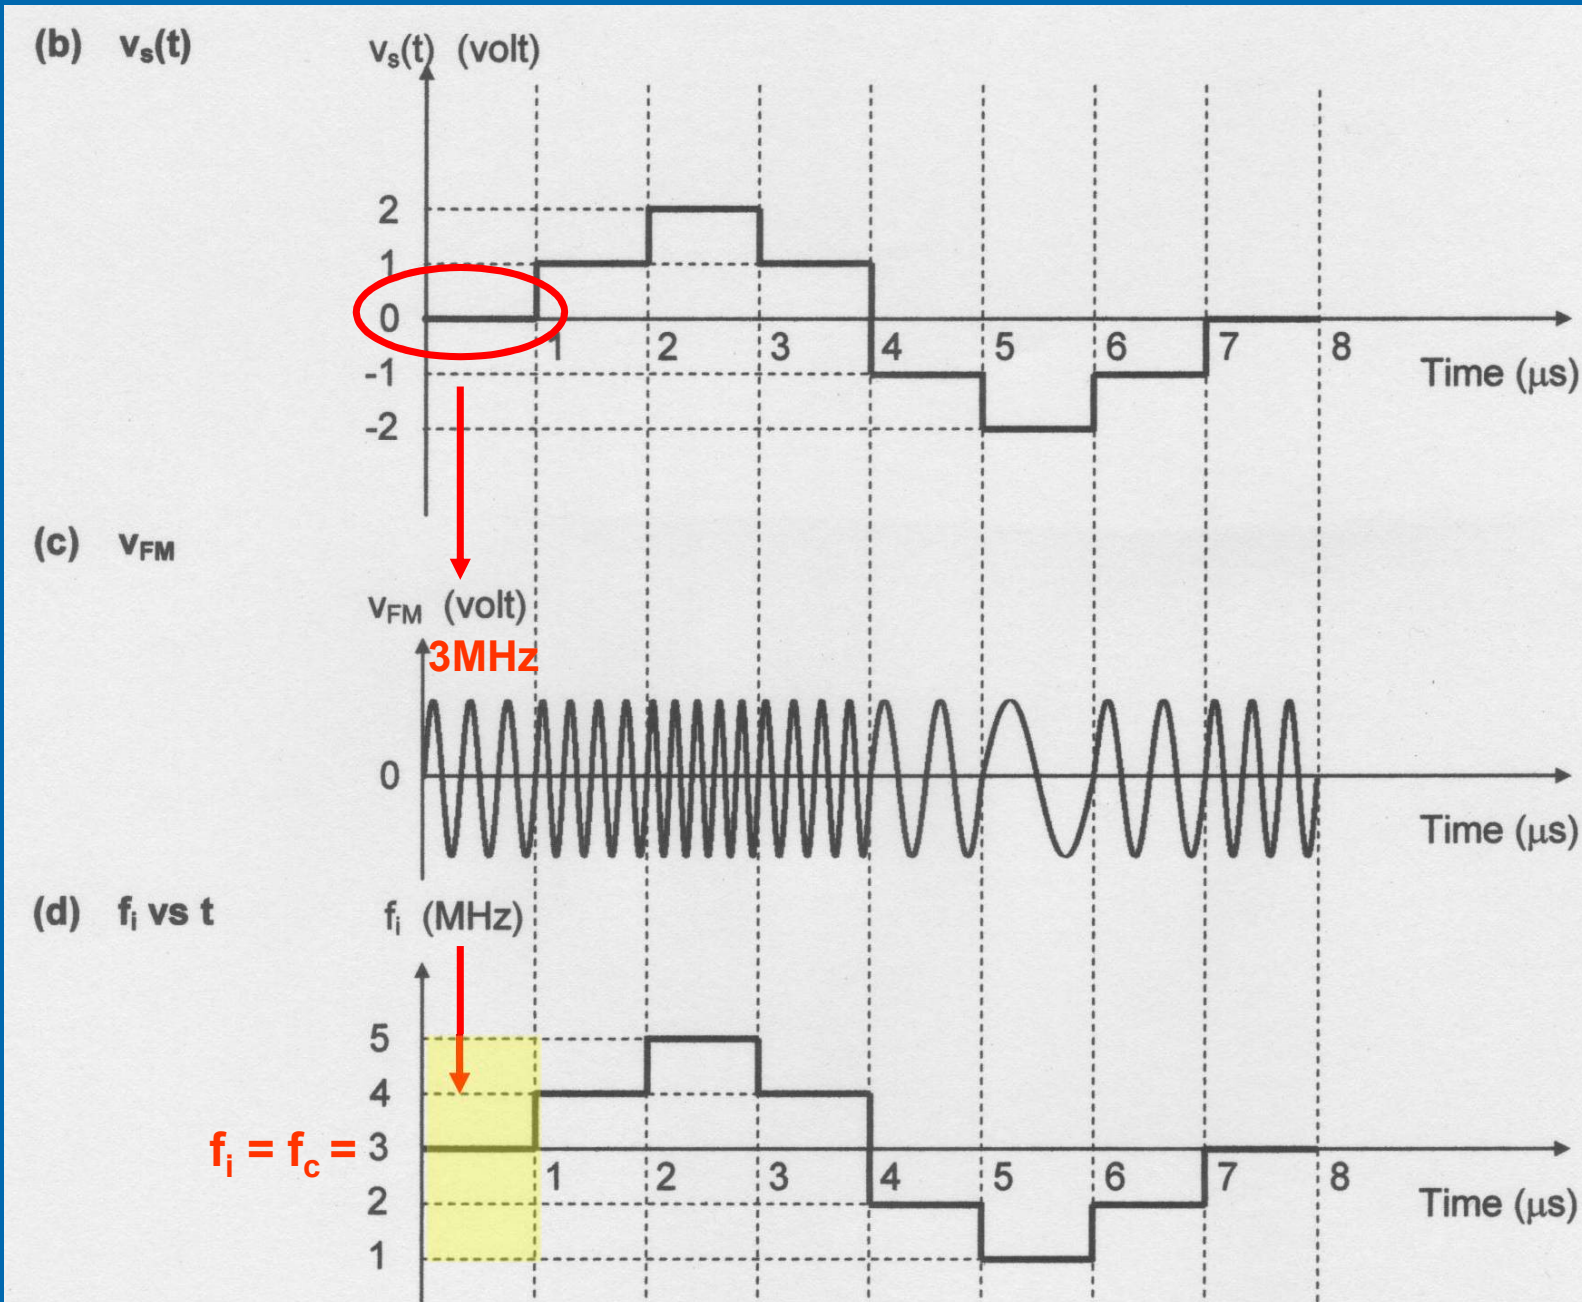 (b) vs(t)
vs(t) (volt)
2
1
0
-1
-2
1 2 3 4 5 6 7 8
Time (μs)
(c) vFM
vFM (volt)
3MHz
0
Time (μs)
(d) fi vs t
fi (MHz)
5
4
fi = fc = 3
2
1
1 2 3 4 5 6 7 8
Time (μs)